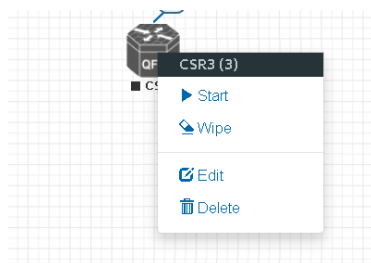 CSR3 (3)
QF
CS
Start
Wipe
Edit
Delete